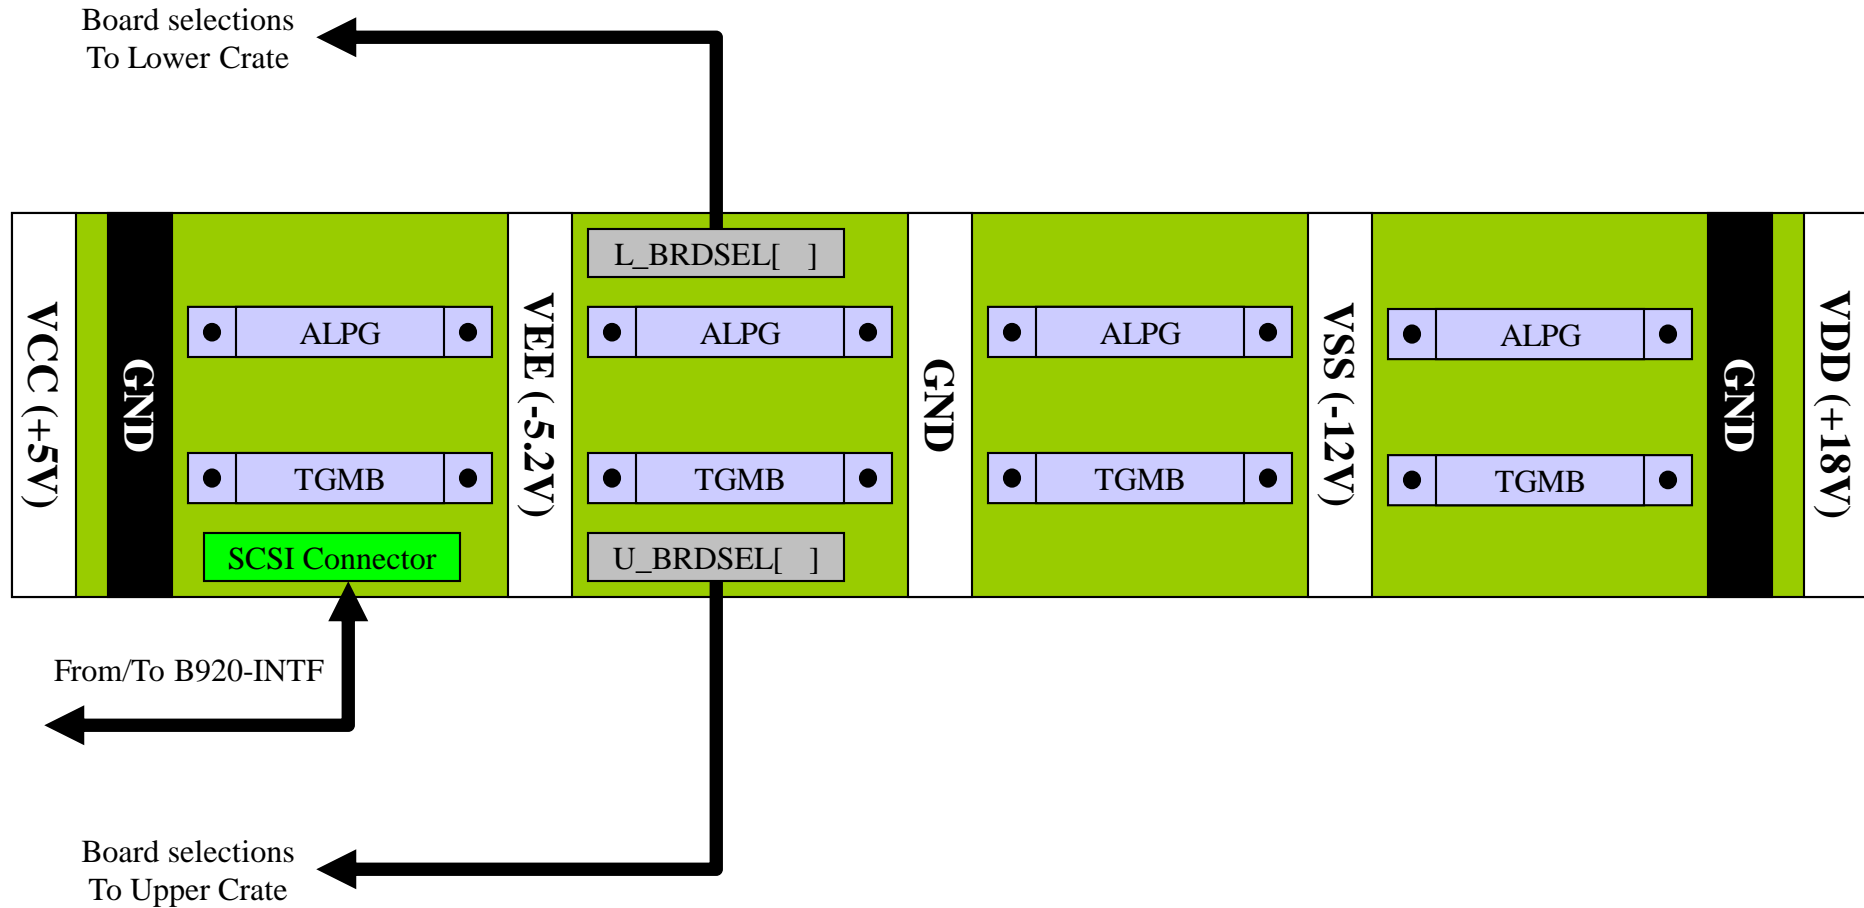 Board selections
To Lower Crate
L_BRDSEL[   ]
VCC (+5V)
GND
ALPG
VEE (-5.2V)
ALPG
GND
ALPG
VSS (-12V)
ALPG
GND
VDD (+18V)
TGMB
TGMB
TGMB
TGMB
SCSI Connector
U_BRDSEL[   ]
From/To B920-INTF
Board selections
To Upper Crate